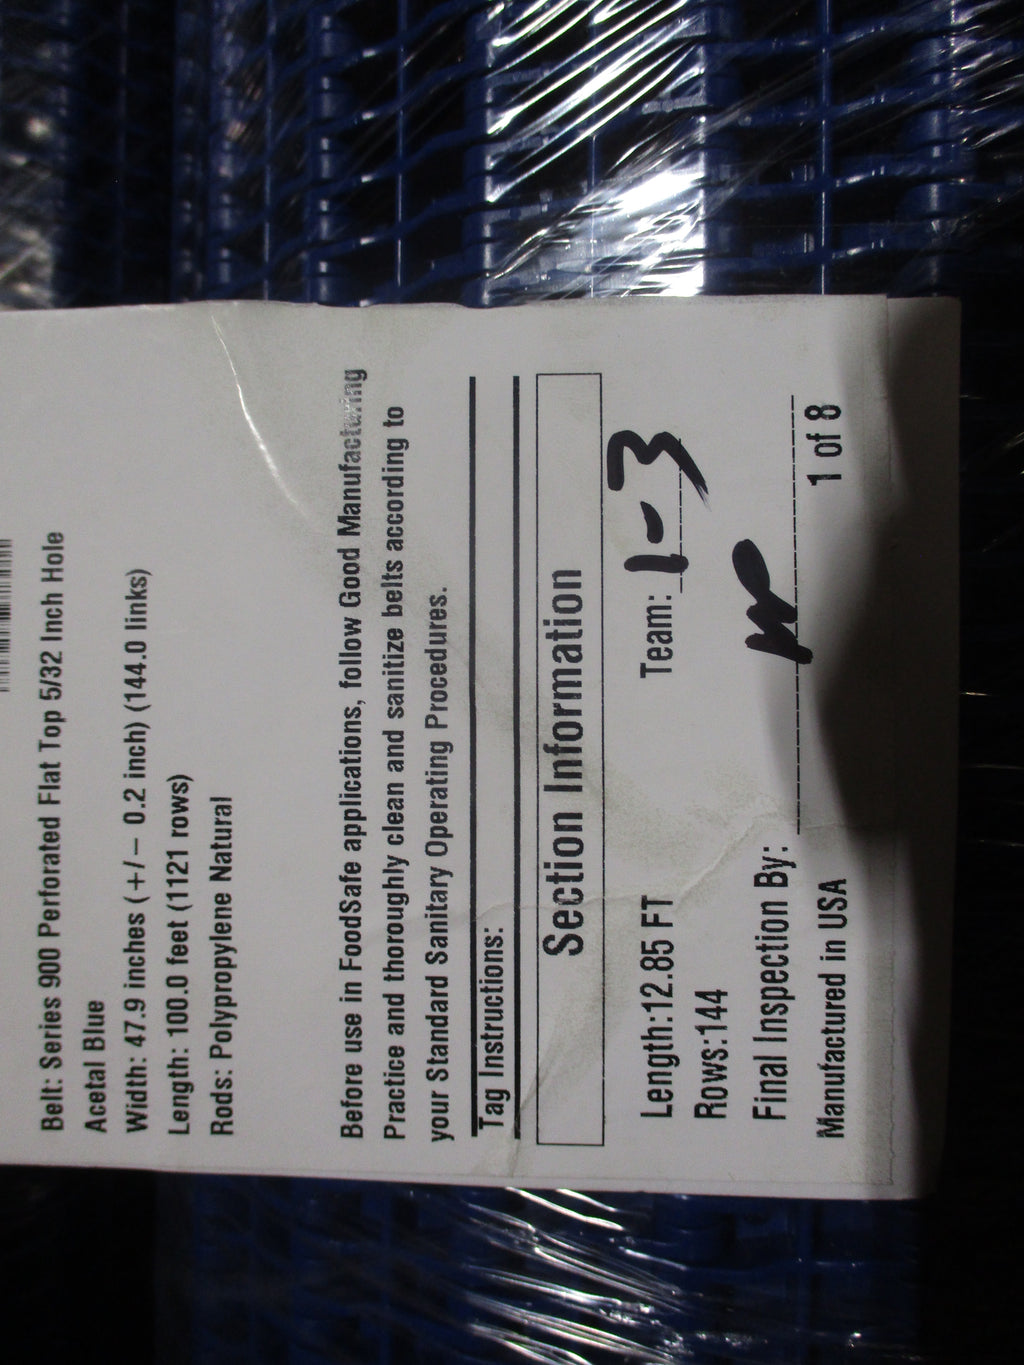 Belt: Series 900 Perforated Flat Top 5/32 Inch Hole
Acetal Blue
Width: 47.9 inches (+/− 0.2 inch) (144.0 links)
Length: 100.0 feet (1121 rows)
Rods: Polypropylene Natural
Before use in FoodSafe applications, follow Good Manufacturing
Practice and thoroughly clean and sanitize belts according to
your Standard Sanitary Operating Procedures.
Tag Instructions:
Section Information
Length:12.85 FT Team: 1-3
Rows:144
Final Inspection By:
Manufactured in USA 1 of 8